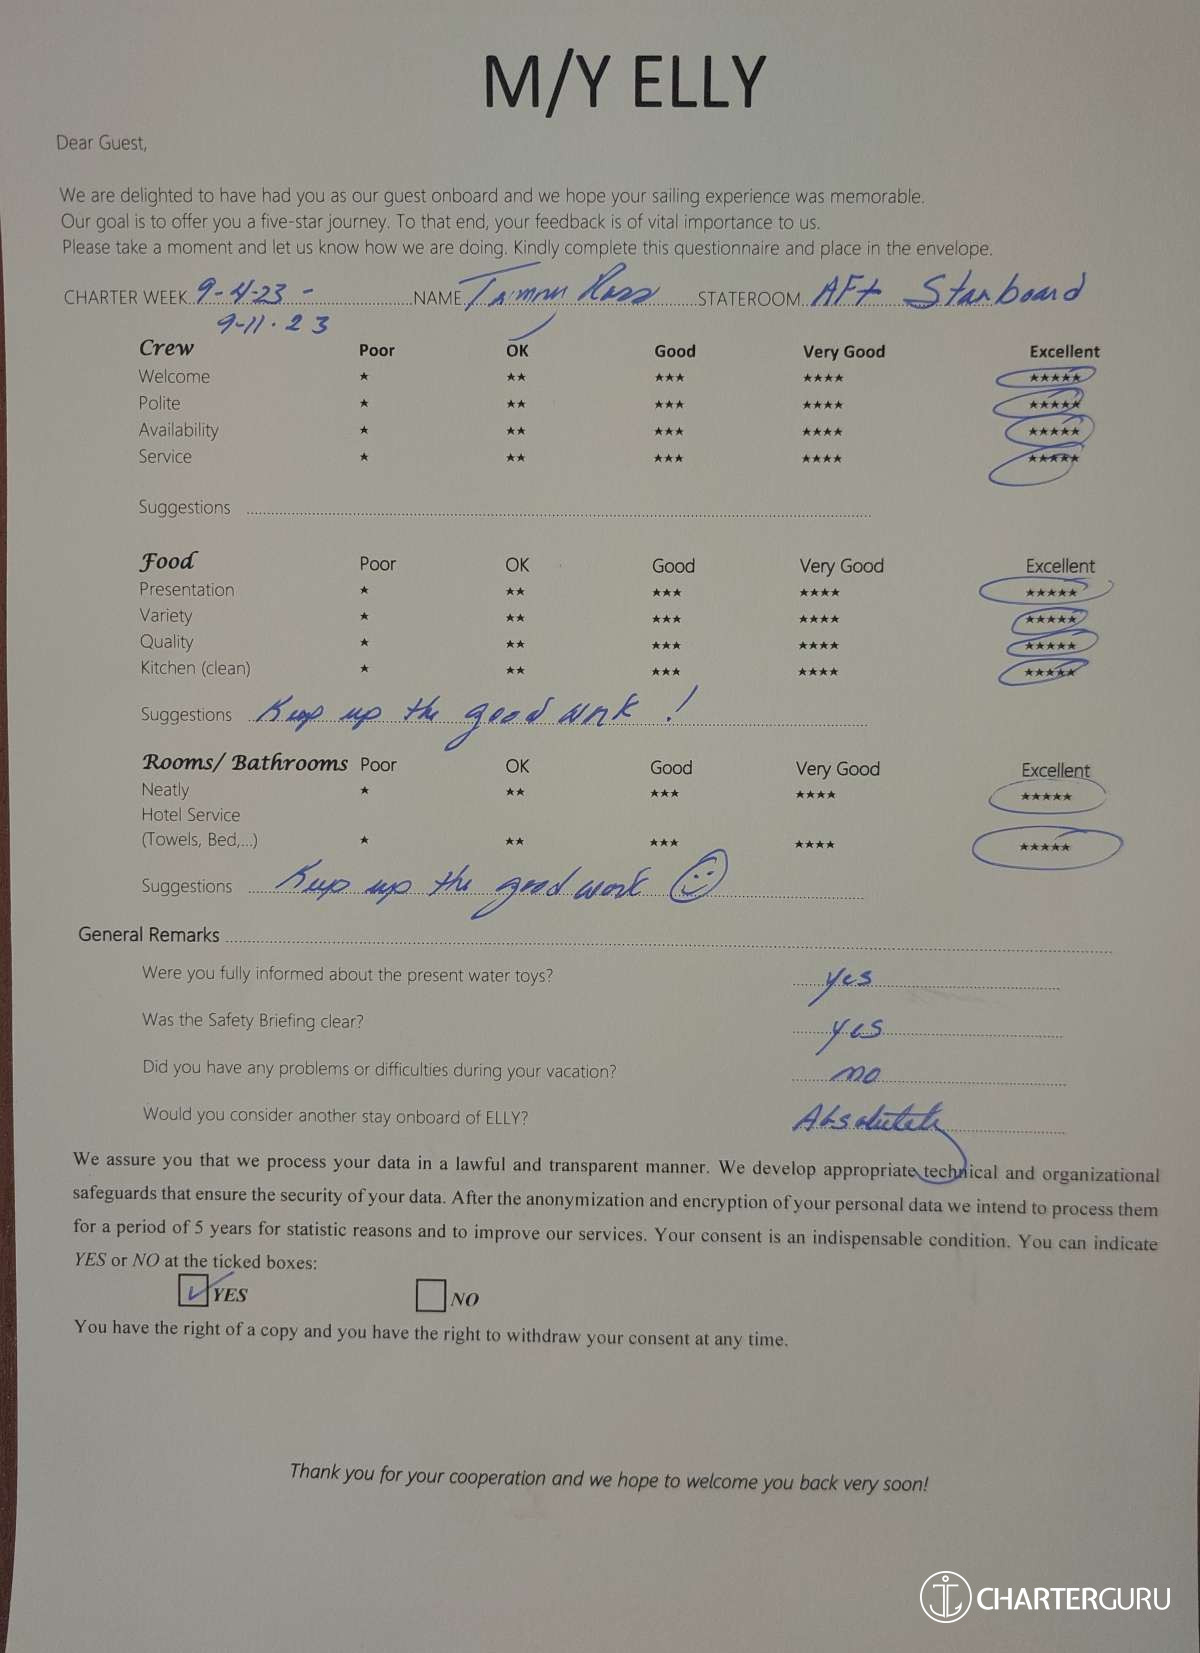 M/Y ELLY
Dear Guest,
We are delighted to have had you as our guest onboard and we hope your sailing experience was memorable.
Our goal is to offer you a five-star journey. To that end, your feedback is of vital importance to us.
Please take a moment and let us know how we are doing. Kindly complete this questionnaire and place in the envelope.
CHARTER WEEK 9-4-23 - NAME Tammy Ross STATEROOM AFt Starboard
9-11-23
Crew Poor OK Good Very Good Excellent
Welcome ★ ★★ ★★★ ★★★★ ★★★★★
Polite ★ ★★ ★★★ ★★★★ ★★★★★
Availability ★ ★★ ★★★ ★★★★ ★★★★★
Service ★ ★★ ★★★ ★★★★ ★★★★★
Suggestions
Food Poor OK Good Very Good Excellent
Presentation ★ ★★ ★★★ ★★★★ ★★★★★
Variety ★ ★★ ★★★ ★★★★ ★★★★★
Quality ★ ★★ ★★★ ★★★★ ★★★★★
Kitchen (clean) ★ ★★ ★★★ ★★★★ ★★★★★
Suggestions Keep up the good work !
Rooms/ Bathrooms Poor OK Good Very Good Excellent
Neatly ★ ★★ ★★★ ★★★★ ★★★★★
Hotel Service
(Towels, Bed,...) ★ ★★ ★★★ ★★★★ ★★★★★
Suggestions Keep up the good work
General Remarks
Were you fully informed about the present water toys? yes
Was the Safety Briefing clear? yes
Did you have any problems or difficulties during your vacation? no
Would you consider another stay onboard of ELLY? Absolutely
We assure you that we process your data in a lawful and transparent manner. We develop appropriate technical and organizational
safeguards that ensure the security of your data. After the anonymization and encryption of your personal data we intend to process them
for a period of 5 years for statistic reasons and to improve our services. Your consent is an indispensable condition. You can indicate
YES or NO at the ticked boxes:
YES NO
You have the right of a copy and you have the right to withdraw your consent at any time.
Thank you for your cooperation and we hope to welcome you back very soon!
CHARTERGURU